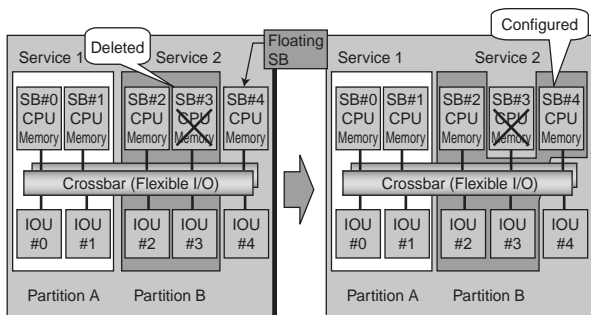 Deleted
Floating
SB
Configured
Service 1
Service 2
SB#0
CPU
Memory
SB#1
CPU
Memory
SB#2
CPU
Memory
SB#3
CPU
Memory
SB#4
CPU
Memory
Crossbar (Flexible I/O)
IOU
#0
IOU
#1
IOU
#2
IOU
#3
IOU
#4
Partition A
Partition B
Service 1
Service 2
SB#0
CPU
Memory
SB#1
CPU
Memory
SB#2
CPU
Memory
SB#3
CPU
Memory
SB#4
CPU
Memory
Crossbar (Flexible I/O)
IOU
#0
IOU
#1
IOU
#2
IOU
#3
IOU
#4
Partition A
Partition B